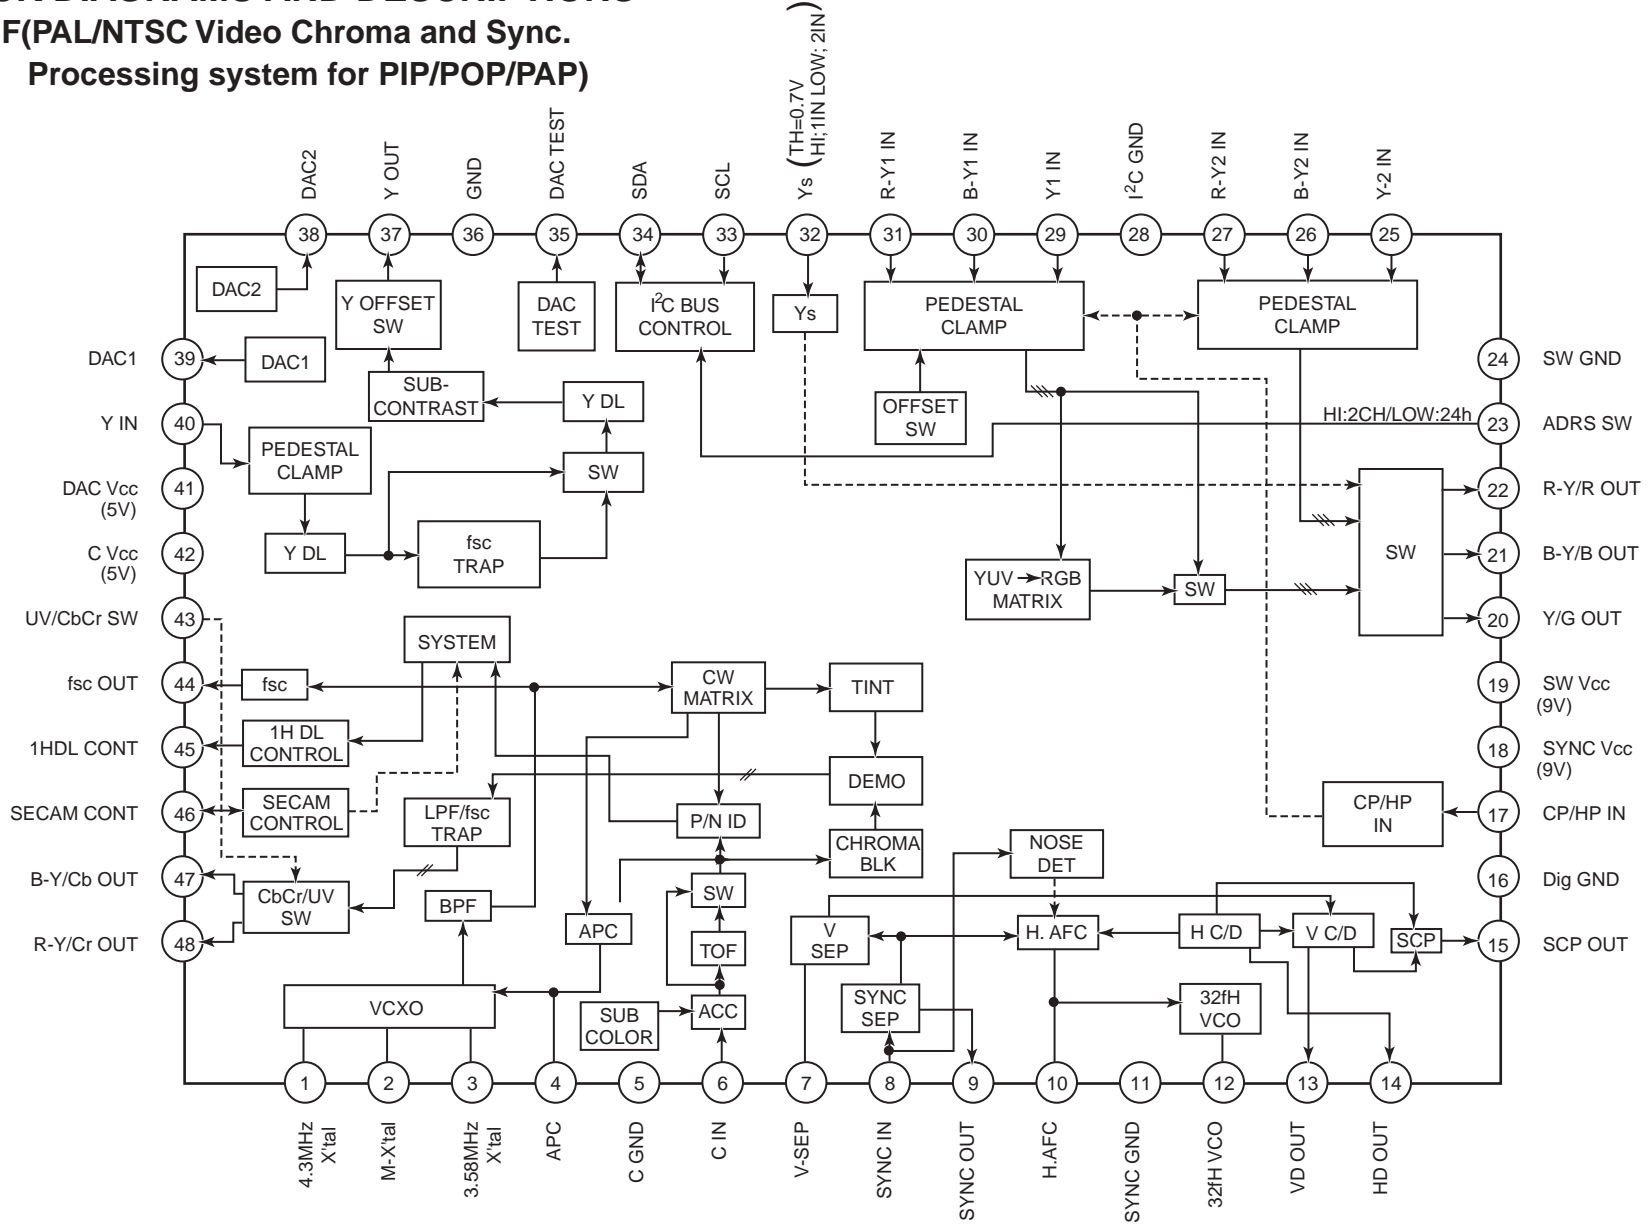 F(PAL/NTSC Video Chroma and Sync.
Processing system for PIP/POP/PAP)
DAC2
Y OUT
GND
DAC TEST
SDA
SCL
Ys (TH=0.7V
HI;1IN LOW; 2IN)
R-Y1 IN
B-Y1 IN
Y1 IN
I²C GND
R-Y2 IN
B-Y2 IN
Y-2 IN
38
37
36
35
34
33
32
31
30
29
28
27
26
25
DAC2
Y OFFSET
SW
DAC
TEST
I²C BUS
CONTROL
Ys
PEDESTAL
CLAMP
PEDESTAL
CLAMP
DAC1
39
DAC1
SUB-
CONTRAST
Y DL
OFFSET
SW
24
SW GND
HI:2CH/LOW:24h
23
ADRS SW
Y IN
40
PEDESTAL
CLAMP
SW
DAC Vcc
(5V)
41
22
R-Y/R OUT
Y DL
fsc
TRAP
SW
C Vcc
(5V)
42
21
B-Y/B OUT
YUV → RGB
MATRIX
SW
UV/CbCr SW
43
SYSTEM
20
Y/G OUT
fsc OUT
44
fsc
CW
MATRIX
TINT
19
SW Vcc
(9V)
1HDL CONT
45
1H DL
CONTROL
18
SYNC Vcc
(9V)
DEMO
SECAM CONT
46
SECAM
CONTROL
LPF/fsc
TRAP
P/N ID
CP/HP
IN
17
CP/HP IN
CHROMA
BLK
NOSE
DET
B-Y/Cb OUT
47
CbCr/UV
SW
BPF
SW
16
Dig GND
APC
R-Y/Cr OUT
48
TOF
V
SEP
H. AFC
H C/D
V C/D
SCP
15
SCP OUT
VCXO
SUB
COLOR
ACC
SYNC
SEP
32fH
VCO
1
2
3
4
5
6
7
8
9
10
11
12
13
14
4.3MHz
X'tal
M-X'tal
3.58MHz
X'tal
APC
C GND
C IN
V-SEP
SYNC IN
SYNC OUT
H.AFC
SYNC GND
32fH VCO
VD OUT
HD OUT